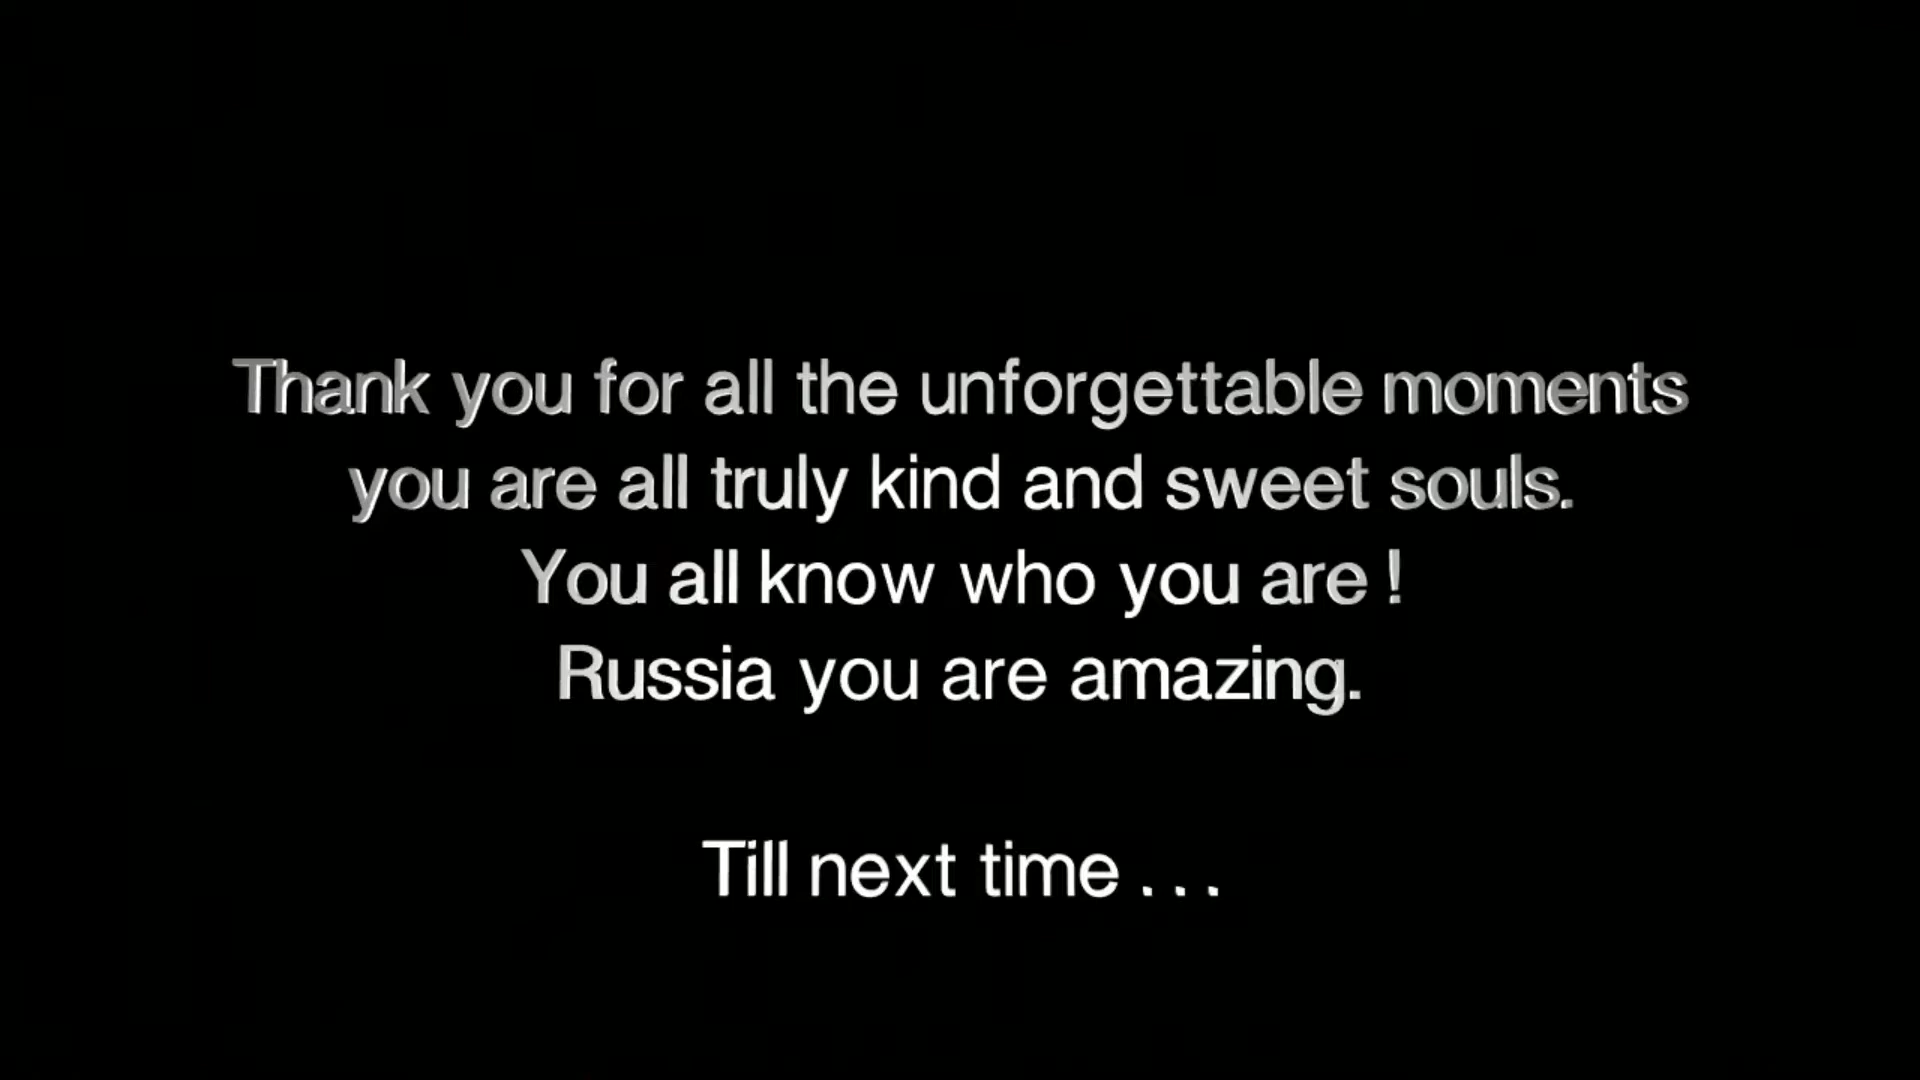 Thank you for all the unforgettable moments
you are all truly kind and sweet souls.
You all know who you are !
Russia you are amazing.
Till next time . . .